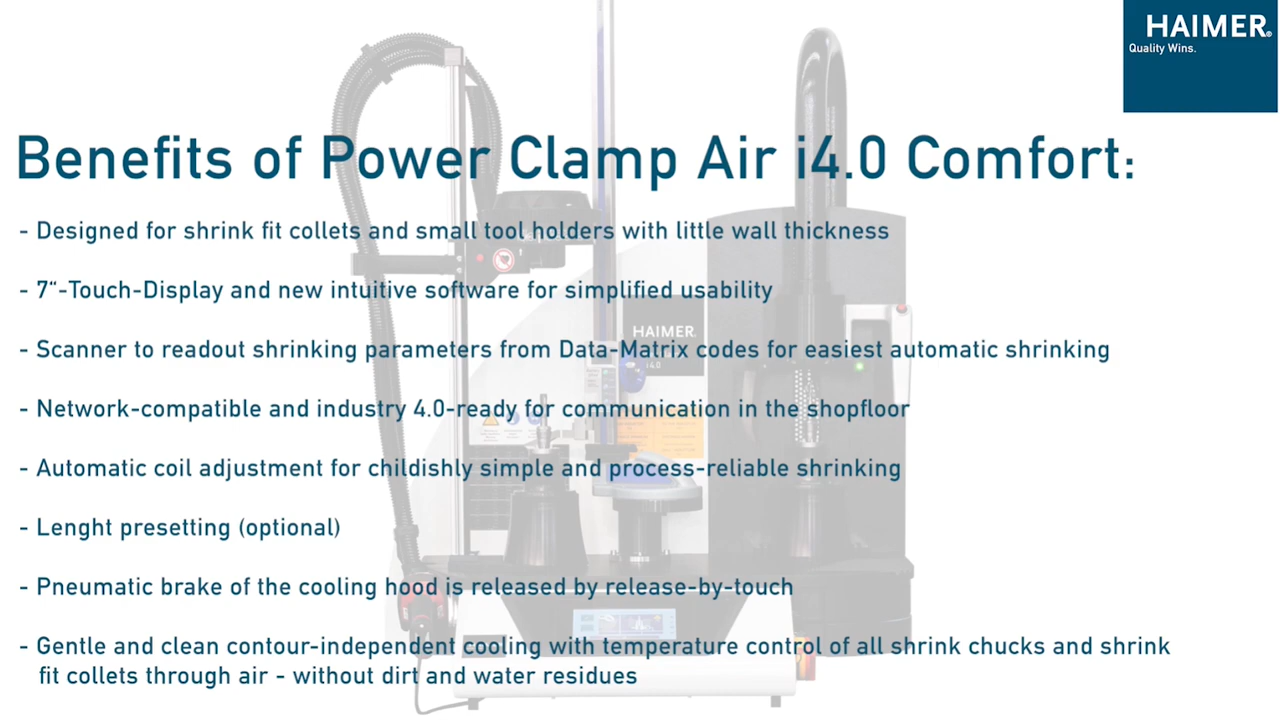 HAIMER®
Quality Wins.
Benefits of Power Clamp Air i4.0 Comfort:
- Designed for shrink fit collets and small tool holders with little wall thickness
- 7“-Touch-Display and new intuitive software for simplified usability
HAIMER.
- Scanner to readout shrinking parameters from Data-Matrix codes for easiest automatic shrinking
i4.0
- Network-compatible and industry 4.0-ready for communication in the shopfloor
- Automatic coil adjustment for childishly simple and process-reliable shrinking
- Lenght presetting (optional)
- Pneumatic brake of the cooling hood is released by release-by-touch
- Gentle and clean contour-independent cooling with temperature control of all shrink chucks and shrink
fit collets through air - without dirt and water residues